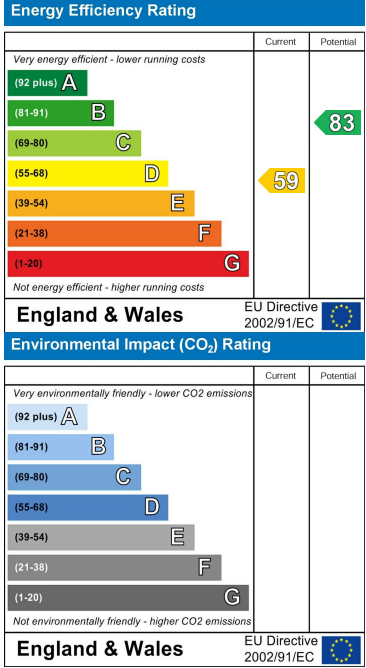 Energy Efficiency Rating
Current Potential
Very energy efficient - lower running costs
(92 plus) A
(81-91) B
83
(69-80) C
(55-68) D
59
(39-54) E
(21-38) F
(1-20) G
Not energy efficient - higher running costs
England & Wales
EU Directive
2002/91/EC
Environmental Impact (CO₂) Rating
Current Potential
Very environmentally friendly - lower CO2 emissions
(92 plus) A
(81-91) B
(69-80) C
(55-68) D
(39-54) E
(21-38) F
(1-20) G
Not environmentally friendly - higher CO2 emissions
England & Wales
EU Directive
2002/91/EC